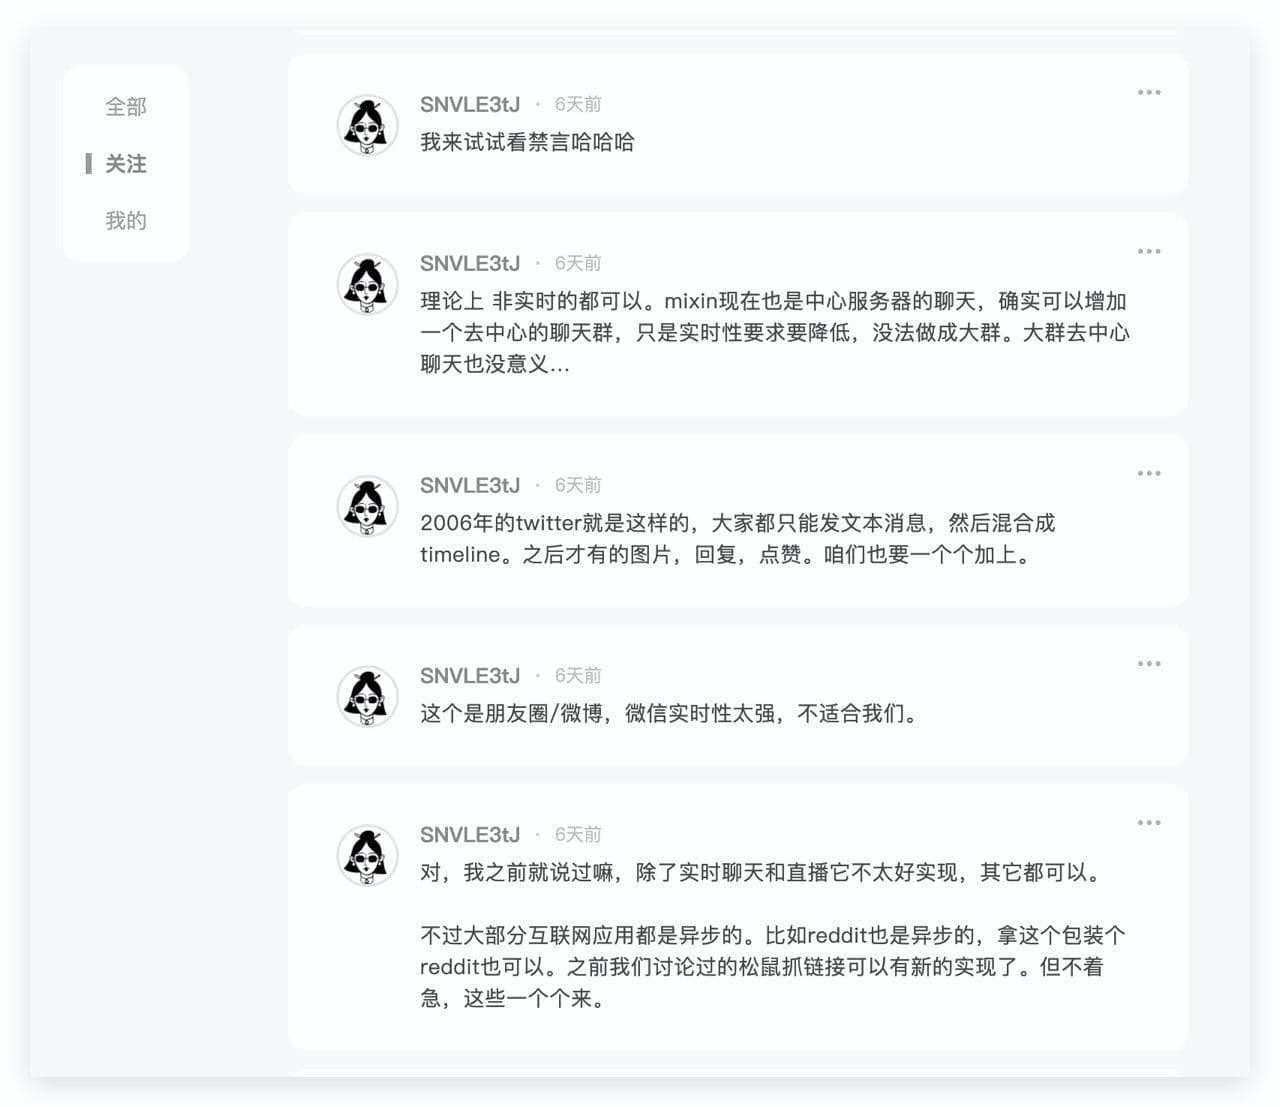 全部
关注
我的
SNVLE3tJ · 6天前
我来试试看禁言哈哈哈
SNVLE3tJ · 6天前
理论上 非实时的都可以。mixin现在也是中心服务器的聊天，确实可以增加
一个去中心的聊天群，只是实时性要求要降低，没法做成大群。大群去中心
聊天也没意义...
SNVLE3tJ · 6天前
2006年的twitter就是这样的，大家都只能发文本消息，然后混合成
timeline。之后才有的图片，回复，点赞。咱们也要一个个加上。
SNVLE3tJ · 6天前
这个是朋友圈/微博，微信实时性太强，不适合我们。
SNVLE3tJ · 6天前
对，我之前就说过嘛，除了实时聊天和直播它不太好实现，其它都可以。
不过大部分互联网应用都是异步的。比如reddit也是异步的，拿这个包装个
reddit也可以。之前我们讨论过的松鼠抓链接可以有新的实现了。但不着
急，这些一个个来。